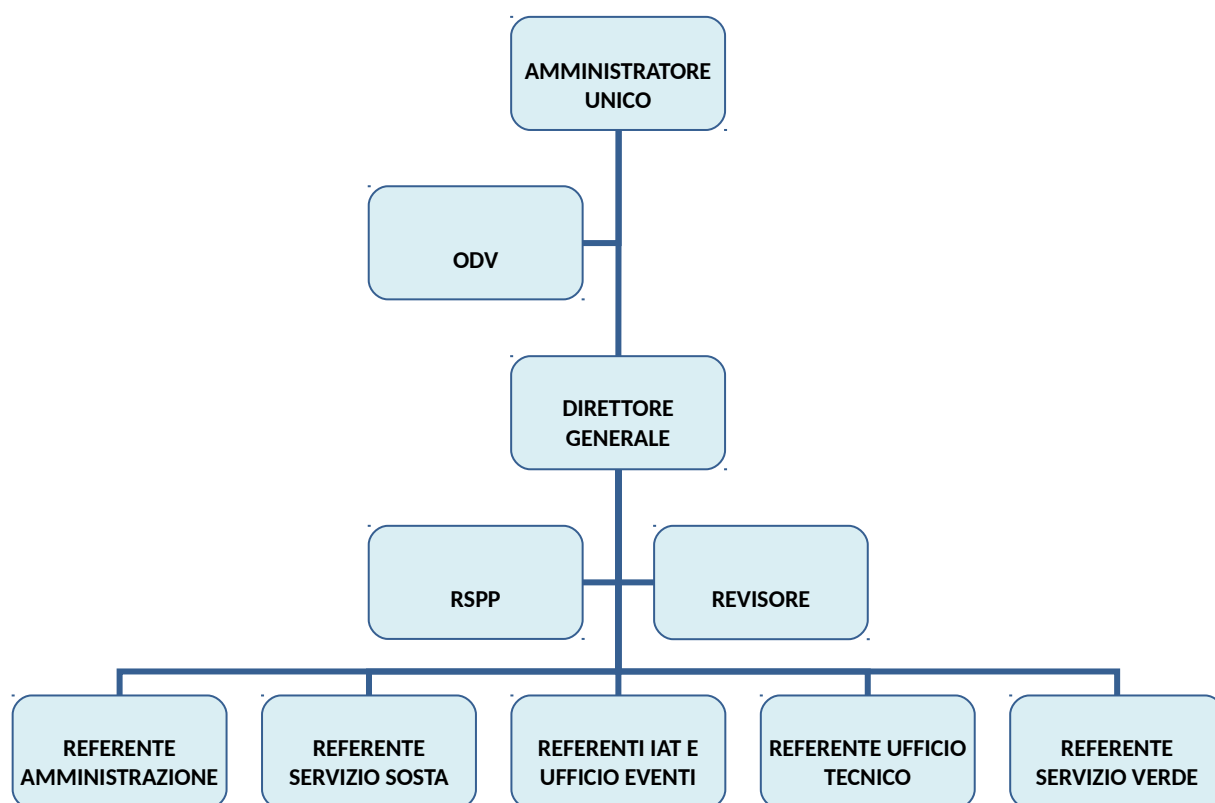 AMMINISTRATORE
UNICO
ODV
DIRETTORE
GENERALE
RSPP
REVISORE
REFERENTE
AMMINISTRAZIONE
REFERENTE
SERVIZIO SOSTA
REFERENTI IAT E
UFFICIO EVENTI
REFERENTE UFFICIO
TECNICO
REFERENTE
SERVIZIO VERDE